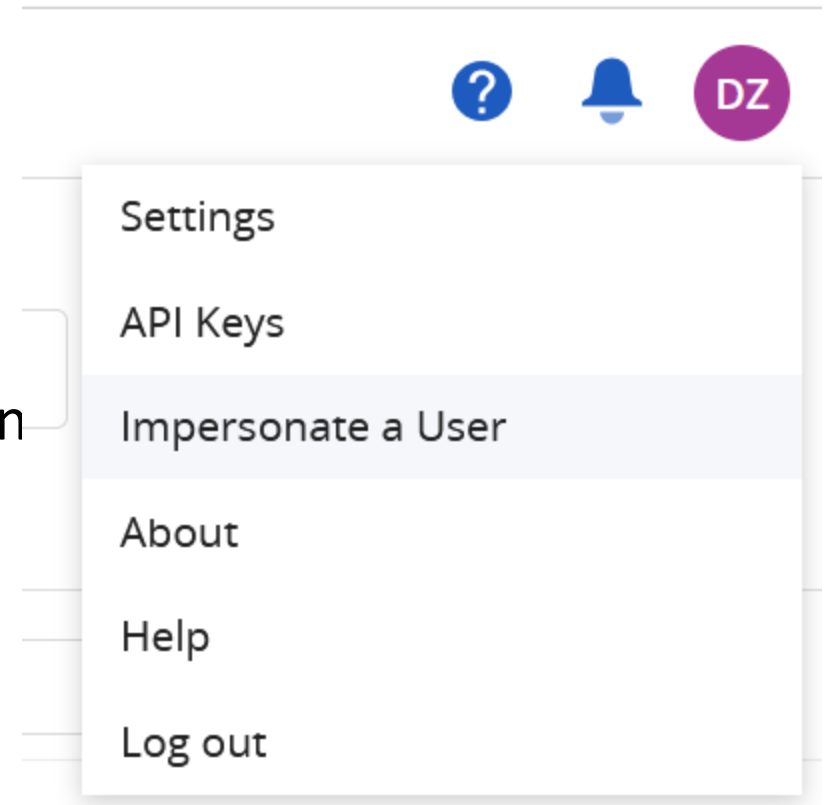 ?
DZ
Settings
API Keys
Impersonate a User
n
About
Help
Log out